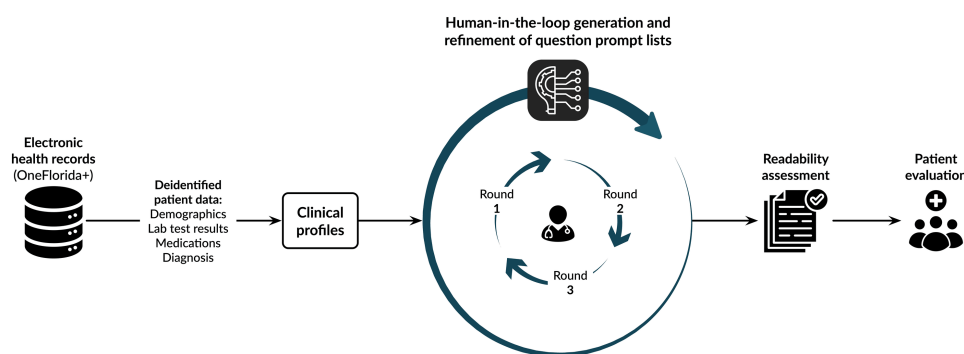 Human-in-the-loop generation and
refinement of question prompt lists
Electronic
health records
(OneFlorida+)
Deidentified
patient data:
Demographics
Lab test results
Medications
Diagnosis
Clinical
profiles
Round
1
Round
2
Round
3
Readability
assessment
Patient
evaluation